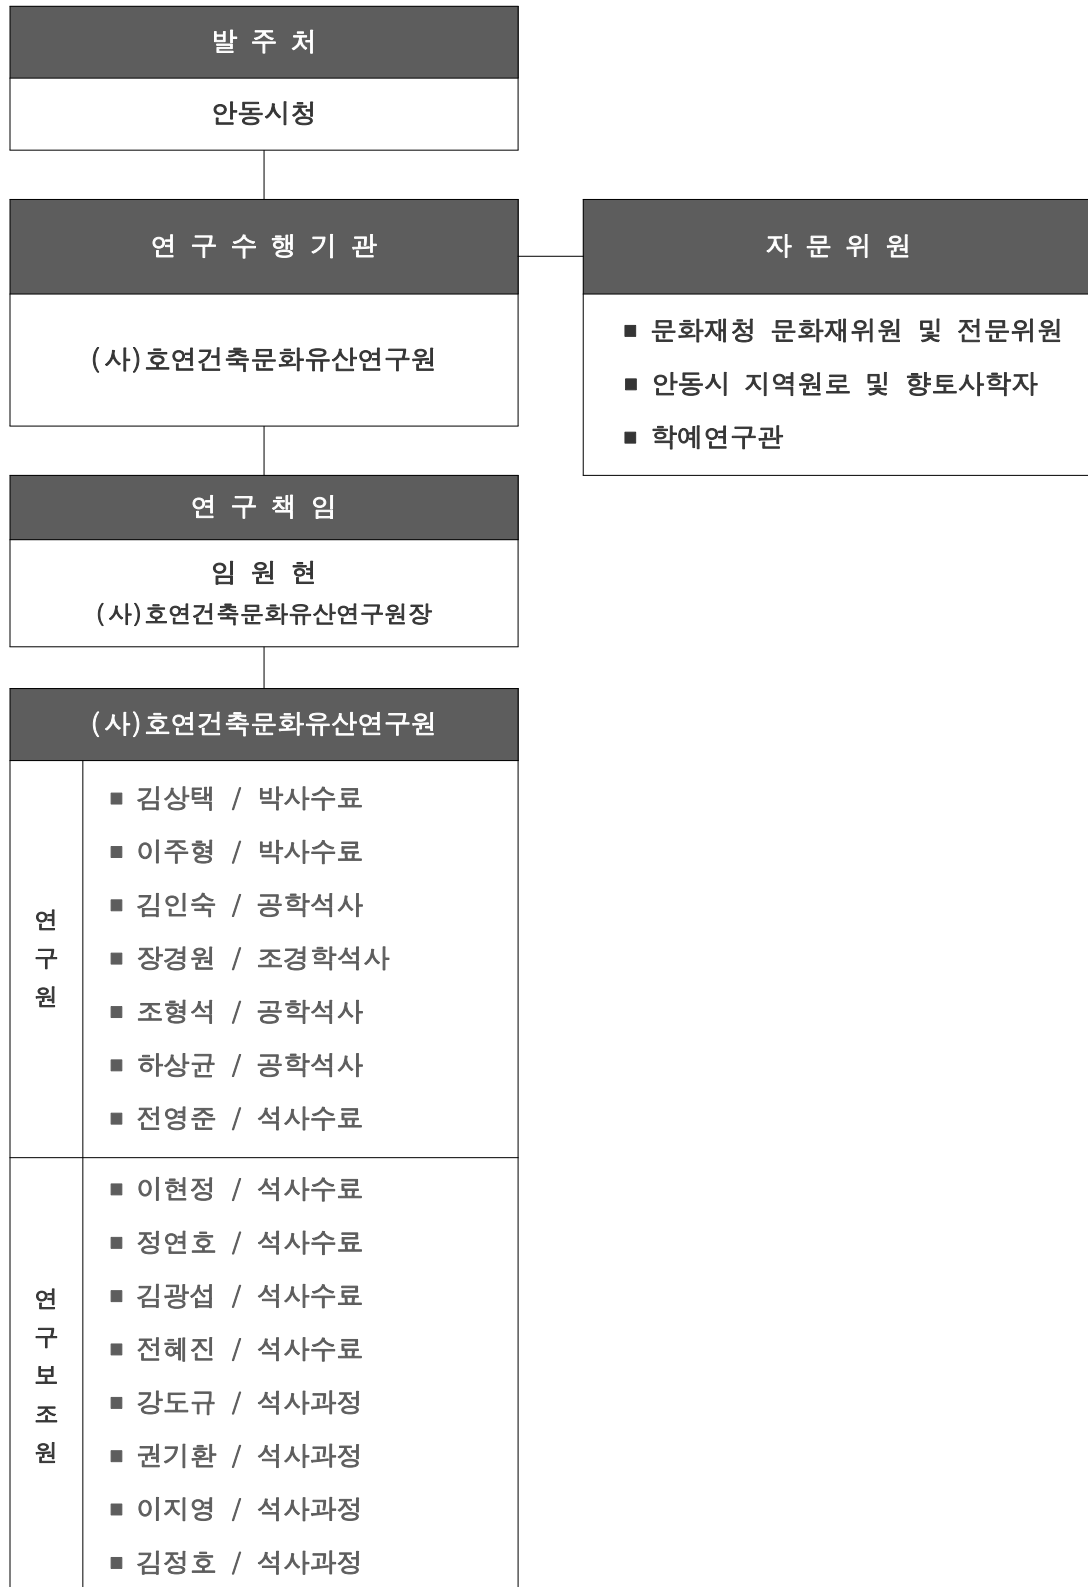 발 주 처
안동시청
연 구 수 행 기 관
(사)호연건축문화유산연구원
자 문 위 원
■ 문화재청 문화재위원 및 전문위원
■ 안동시 지역원로 및 향토사학자
■ 학예연구관
연 구 책 임
임 원 현
(사)호연건축문화유산연구원장
(사)호연건축문화유산연구원
연
구
원
■ 김상택 / 박사수료
■ 이주형 / 박사수료
■ 김인숙 / 공학석사
■ 장경원 / 조경학석사
■ 조형석 / 공학석사
■ 하상균 / 공학석사
■ 전영준 / 석사수료
연
구
보
조
원
■ 이현정 / 석사수료
■ 정연호 / 석사수료
■ 김광섭 / 석사수료
■ 전혜진 / 석사수료
■ 강도규 / 석사과정
■ 권기환 / 석사과정
■ 이지영 / 석사과정
■ 김정호 / 석사과정